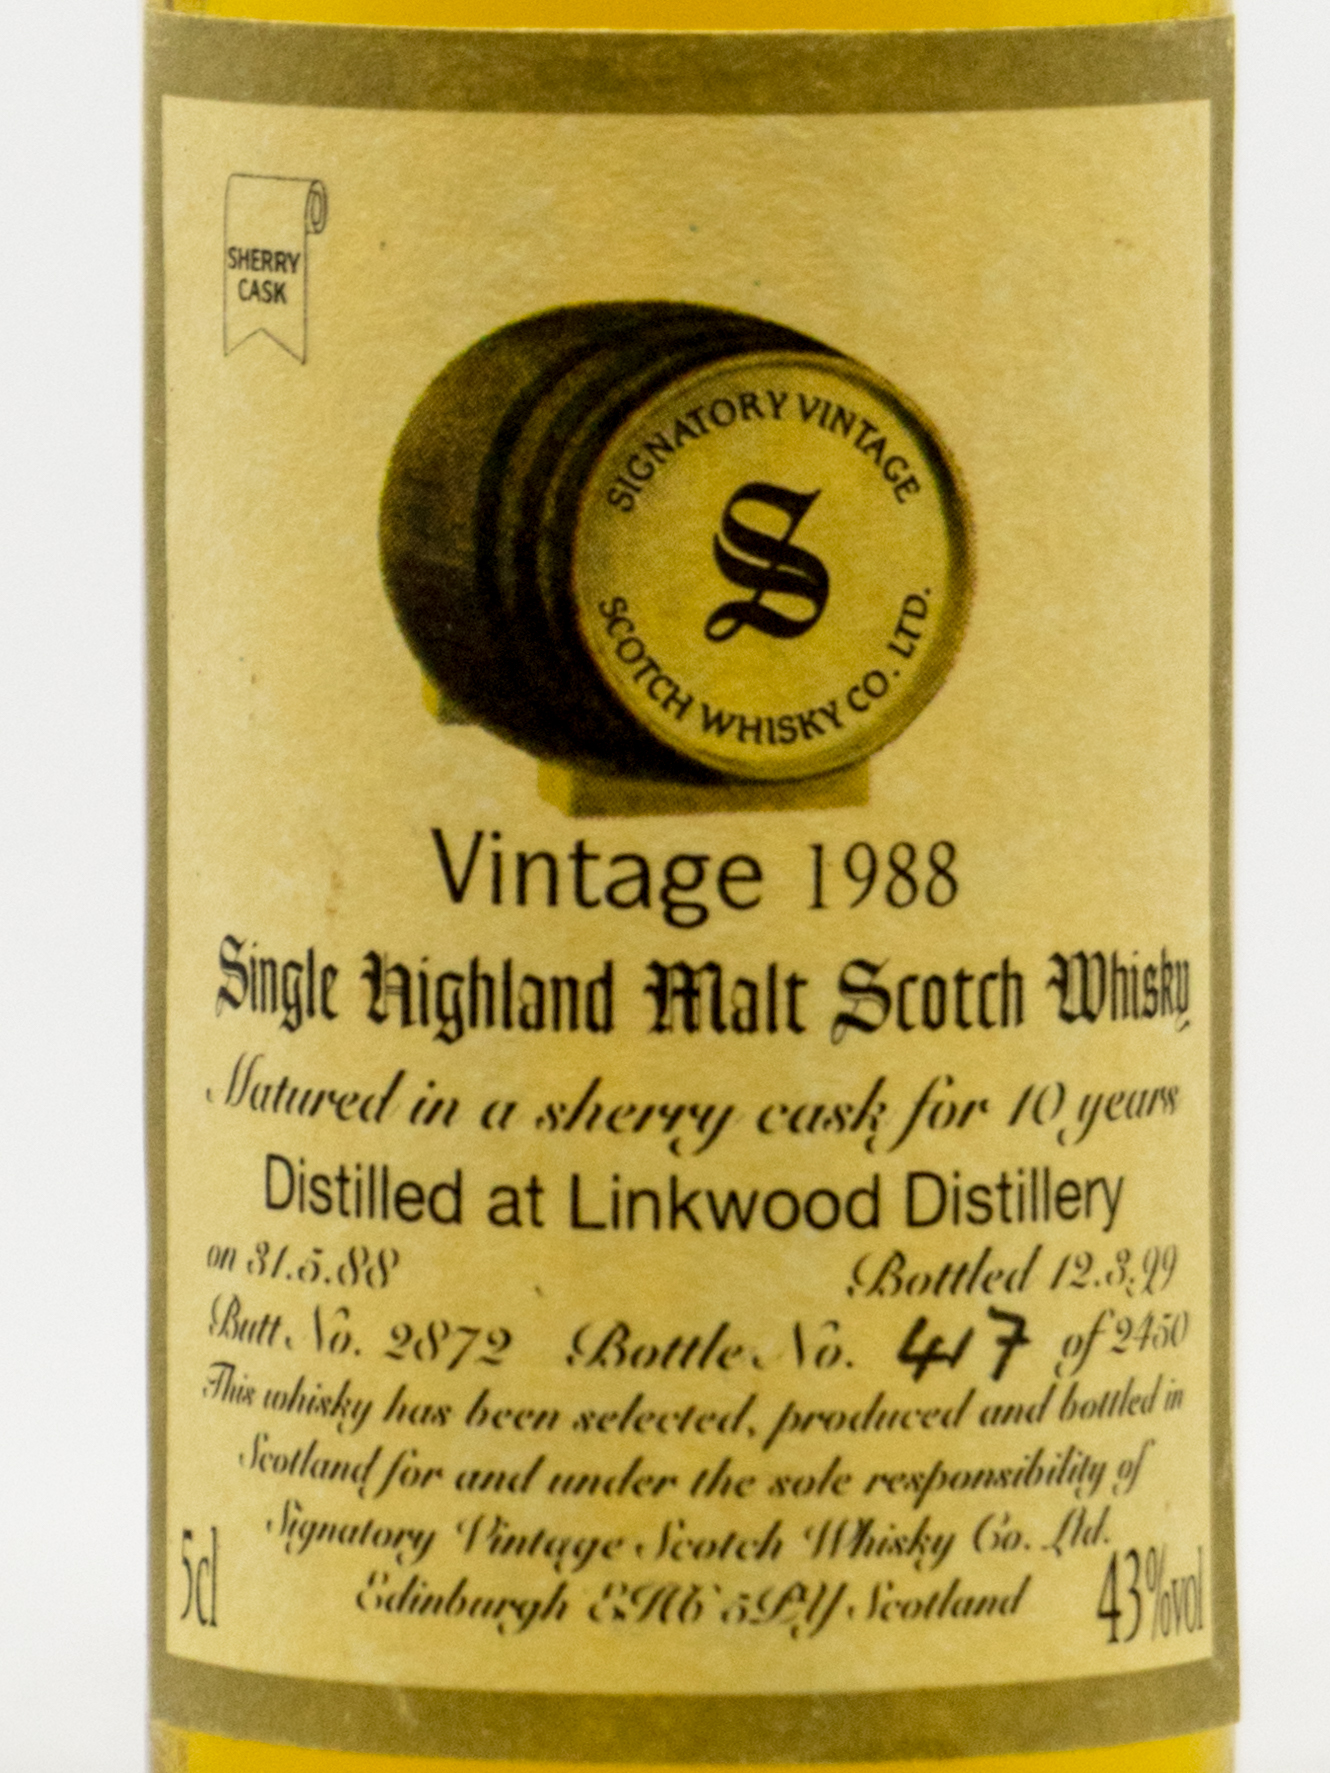 SHERRY
CASK
SIGNATORY VINTAGE
S
SCOTCH WHISKY CO. LTD.
Vintage 1988
Single Highland Malt Scotch Whisky
Matured in a sherry cask for 10 years
Distilled at Linkwood Distillery
on 31.5.88 Bottled 12.3.99
Butt No. 2872 Bottle No. 417 of 2450
This whisky has been selected, produced and bottled in
Scotland for and under the sole responsibility of
Signatory Vintage Scotch Whisky Co. Ltd.
Edinburgh EH6 5PY Scotland
5cl 43%vol